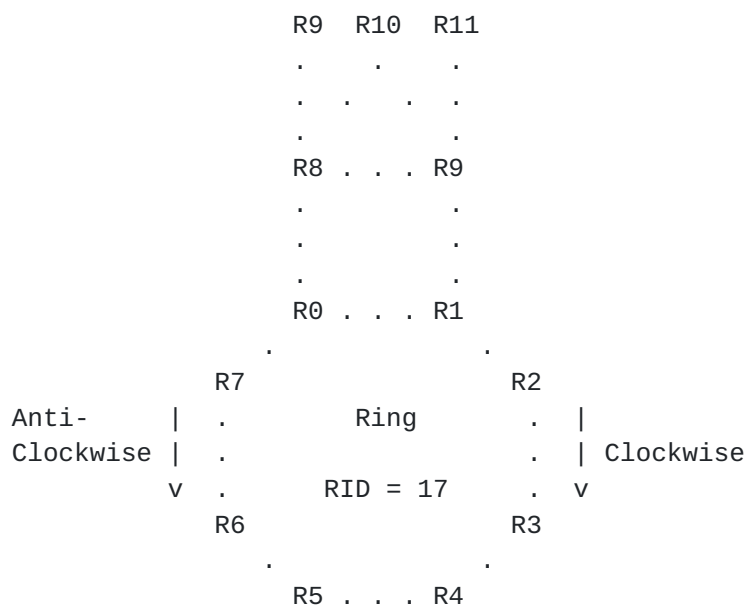 R9 R10 R11
. . .
. . . .
. .
R8 . . . R9
. .
. .
. .
R0 . . . R1
. .
R7 R2
Anti- | . Ring . |
Clockwise | . . | Clockwise
v . RID = 17 . v
R6 R3
. .
R5 . . . R4